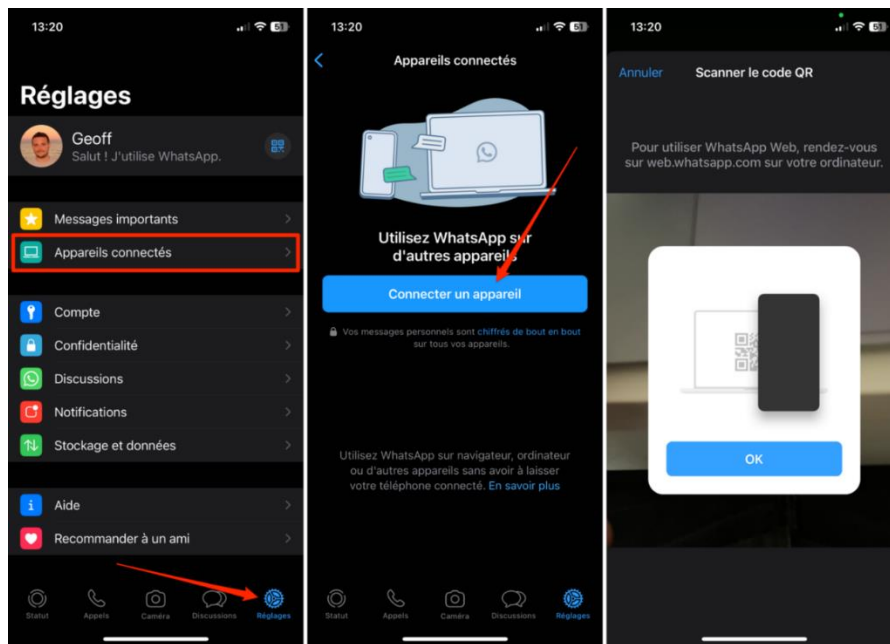 13:20
51
Réglages
Geoff
Salut ! J'utilise WhatsApp.
Messages importants
Appareils connectés
Compte
Confidentialité
Discussions
Notifications
Stockage et données
Aide
Recommander à un ami
Statut
Appels
Caméra
Discussions
Réglages
13:20
51
Appareils connectés
Utilisez WhatsApp sur
d'autres appareils
Connecter un appareil
Vos messages personnels sont chiffrés de bout en bout
sur tous vos appareils.
Utilisez WhatsApp sur navigateur, ordinateur
ou d'autres appareils sans avoir à laisser
votre téléphone connecté. En savoir plus
Statut
Appels
Caméra
Discussions
Réglages
13:20
51
Annuler
Scanner le code QR
Pour utiliser WhatsApp Web, rendez-vous
sur web.whatsapp.com sur votre ordinateur.
OK